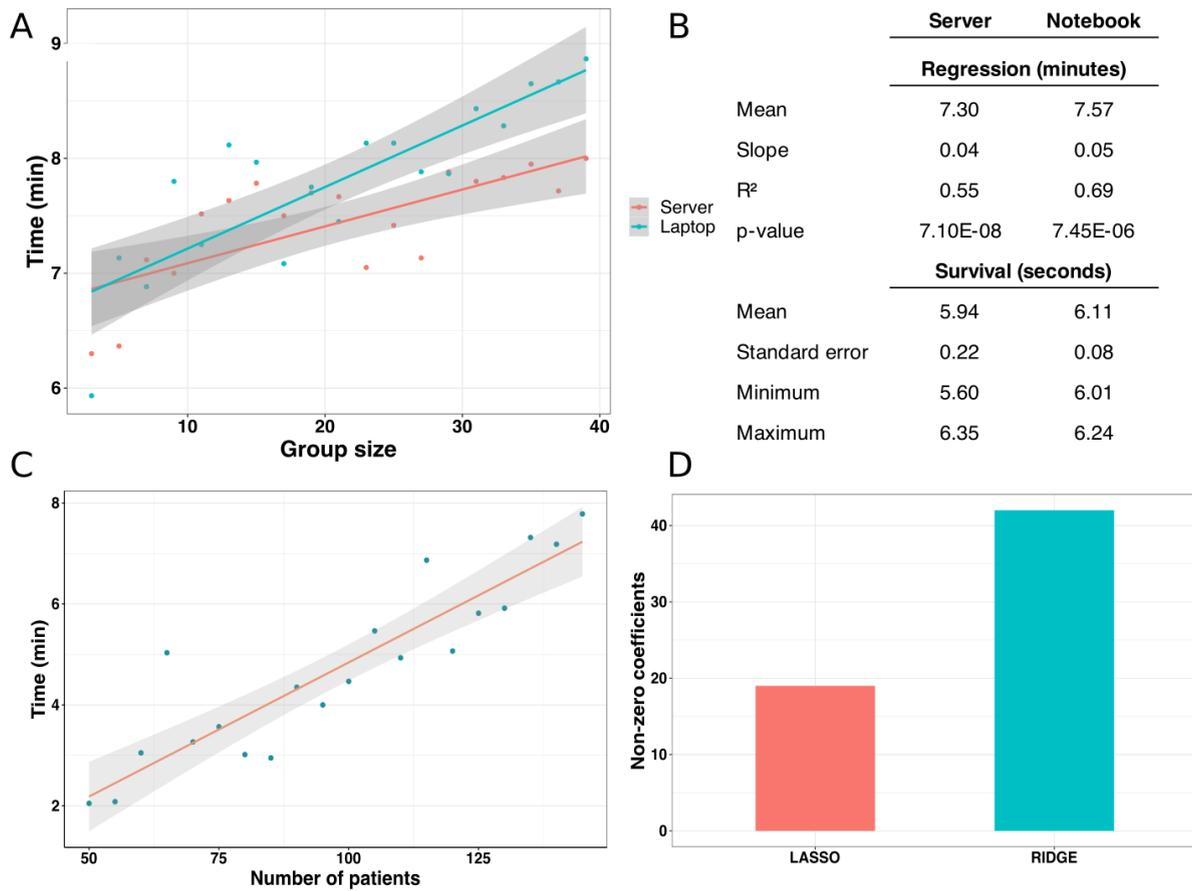 A
9
8
7
6
Time (min)
10 20 30 40
Group size
Server
Laptop
B
Server Notebook
Regression (minutes)
Mean 7.30 7.57
Slope 0.04 0.05
R² 0.55 0.69
p-value 7.10E-08 7.45E-06
Survival (seconds)
Mean 5.94 6.11
Standard error 0.22 0.08
Minimum 5.60 6.01
Maximum 6.35 6.24
C
8
6
4
2
Time (min)
50 75 100 125
Number of patients
D
40
30
20
10
0
Non-zero coefficients
LASSO RIDGE